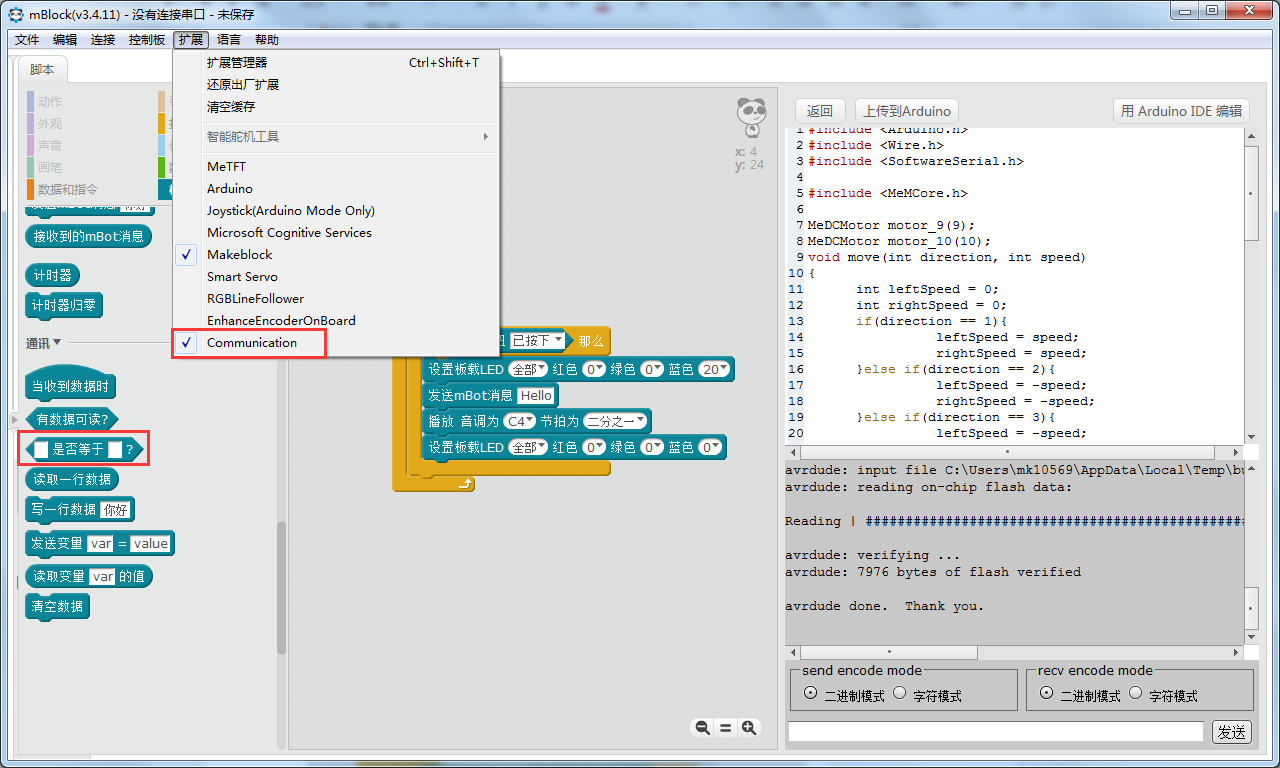 mBlock(v3.4.11) - 没有连接串口 - 未保存
文件 编辑 连接 控制板 扩展 语言 帮助
扩展管理器 Ctrl+Shift+T
还原出厂扩展
清空缓存
智能舵机工具
MeTFT
Arduino
Joystick(Arduino Mode Only)
Microsoft Cognitive Services
Makeblock
Smart Servo
RGBLineFollower
EnhanceEncoderOnBoard
Communication
脚本
动作
外观
声音
画笔
数据和指令
接收到的mBot消息
计时器
计时器归零
通讯
当收到数据时
有数据可读?
是否等于 ?
读取一行数据
写一行数据 你好
发送变量 var = value
读取变量 var 的值
清空数据
x: 4
y: 24
已按下 那么
设置板载LED 全部 红色 0 绿色 0 蓝色 20
发送mBot消息 Hello
播放 音调为 C4 节拍为 二分之一
设置板载LED 全部 红色 0 绿色 0 蓝色 0
返回 上传到Arduino 用 Arduino IDE 编辑
1 #include <Arduino.h>
2 #include <Wire.h>
3 #include <SoftwareSerial.h>
4
5 #include <MeMCore.h>
6
7 MeDCMotor motor_9(9);
8 MeDCMotor motor_10(10);
9 void move(int direction, int speed)
10 {
11 int leftSpeed = 0;
12 int rightSpeed = 0;
13 if(direction == 1){
14 leftSpeed = speed;
15 rightSpeed = speed;
16 }else if(direction == 2){
17 leftSpeed = -speed;
18 rightSpeed = -speed;
19 }else if(direction == 3){
20 leftSpeed = -speed;
avrdude: input file C:\Users\mk10569\AppData\Local\Temp\bu
avrdude: reading on-chip flash data:
Reading | ################################################
avrdude: verifying ...
avrdude: 7976 bytes of flash verified
avrdude done. Thank you.
send encode mode
二进制模式 字符模式
recv encode mode
二进制模式 字符模式
发送